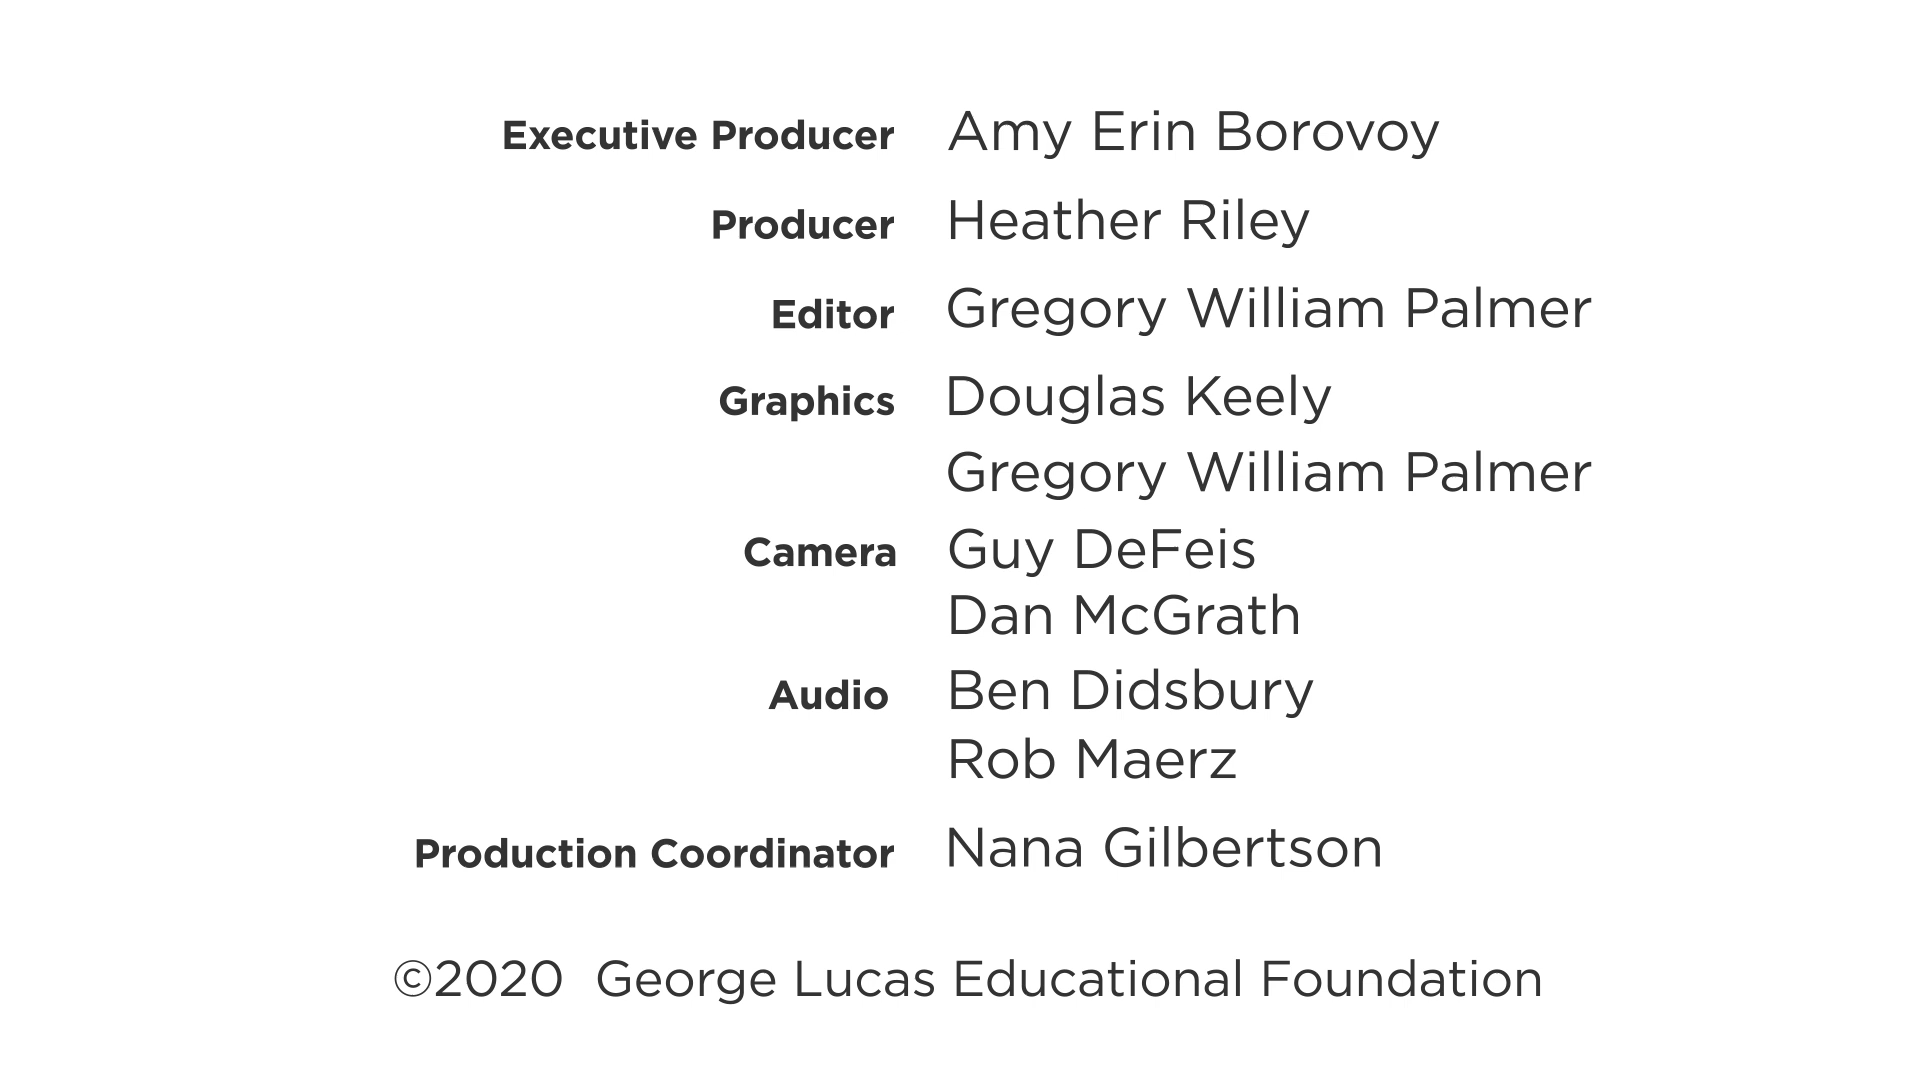 Executive Producer Amy Erin Borovoy
Producer Heather Riley
Editor Gregory William Palmer
Graphics Douglas Keely
Gregory William Palmer
Camera Guy DeFeis
Dan McGrath
Audio Ben Didsbury
Rob Maerz
Production Coordinator Nana Gilbertson
©2020 George Lucas Educational Foundation